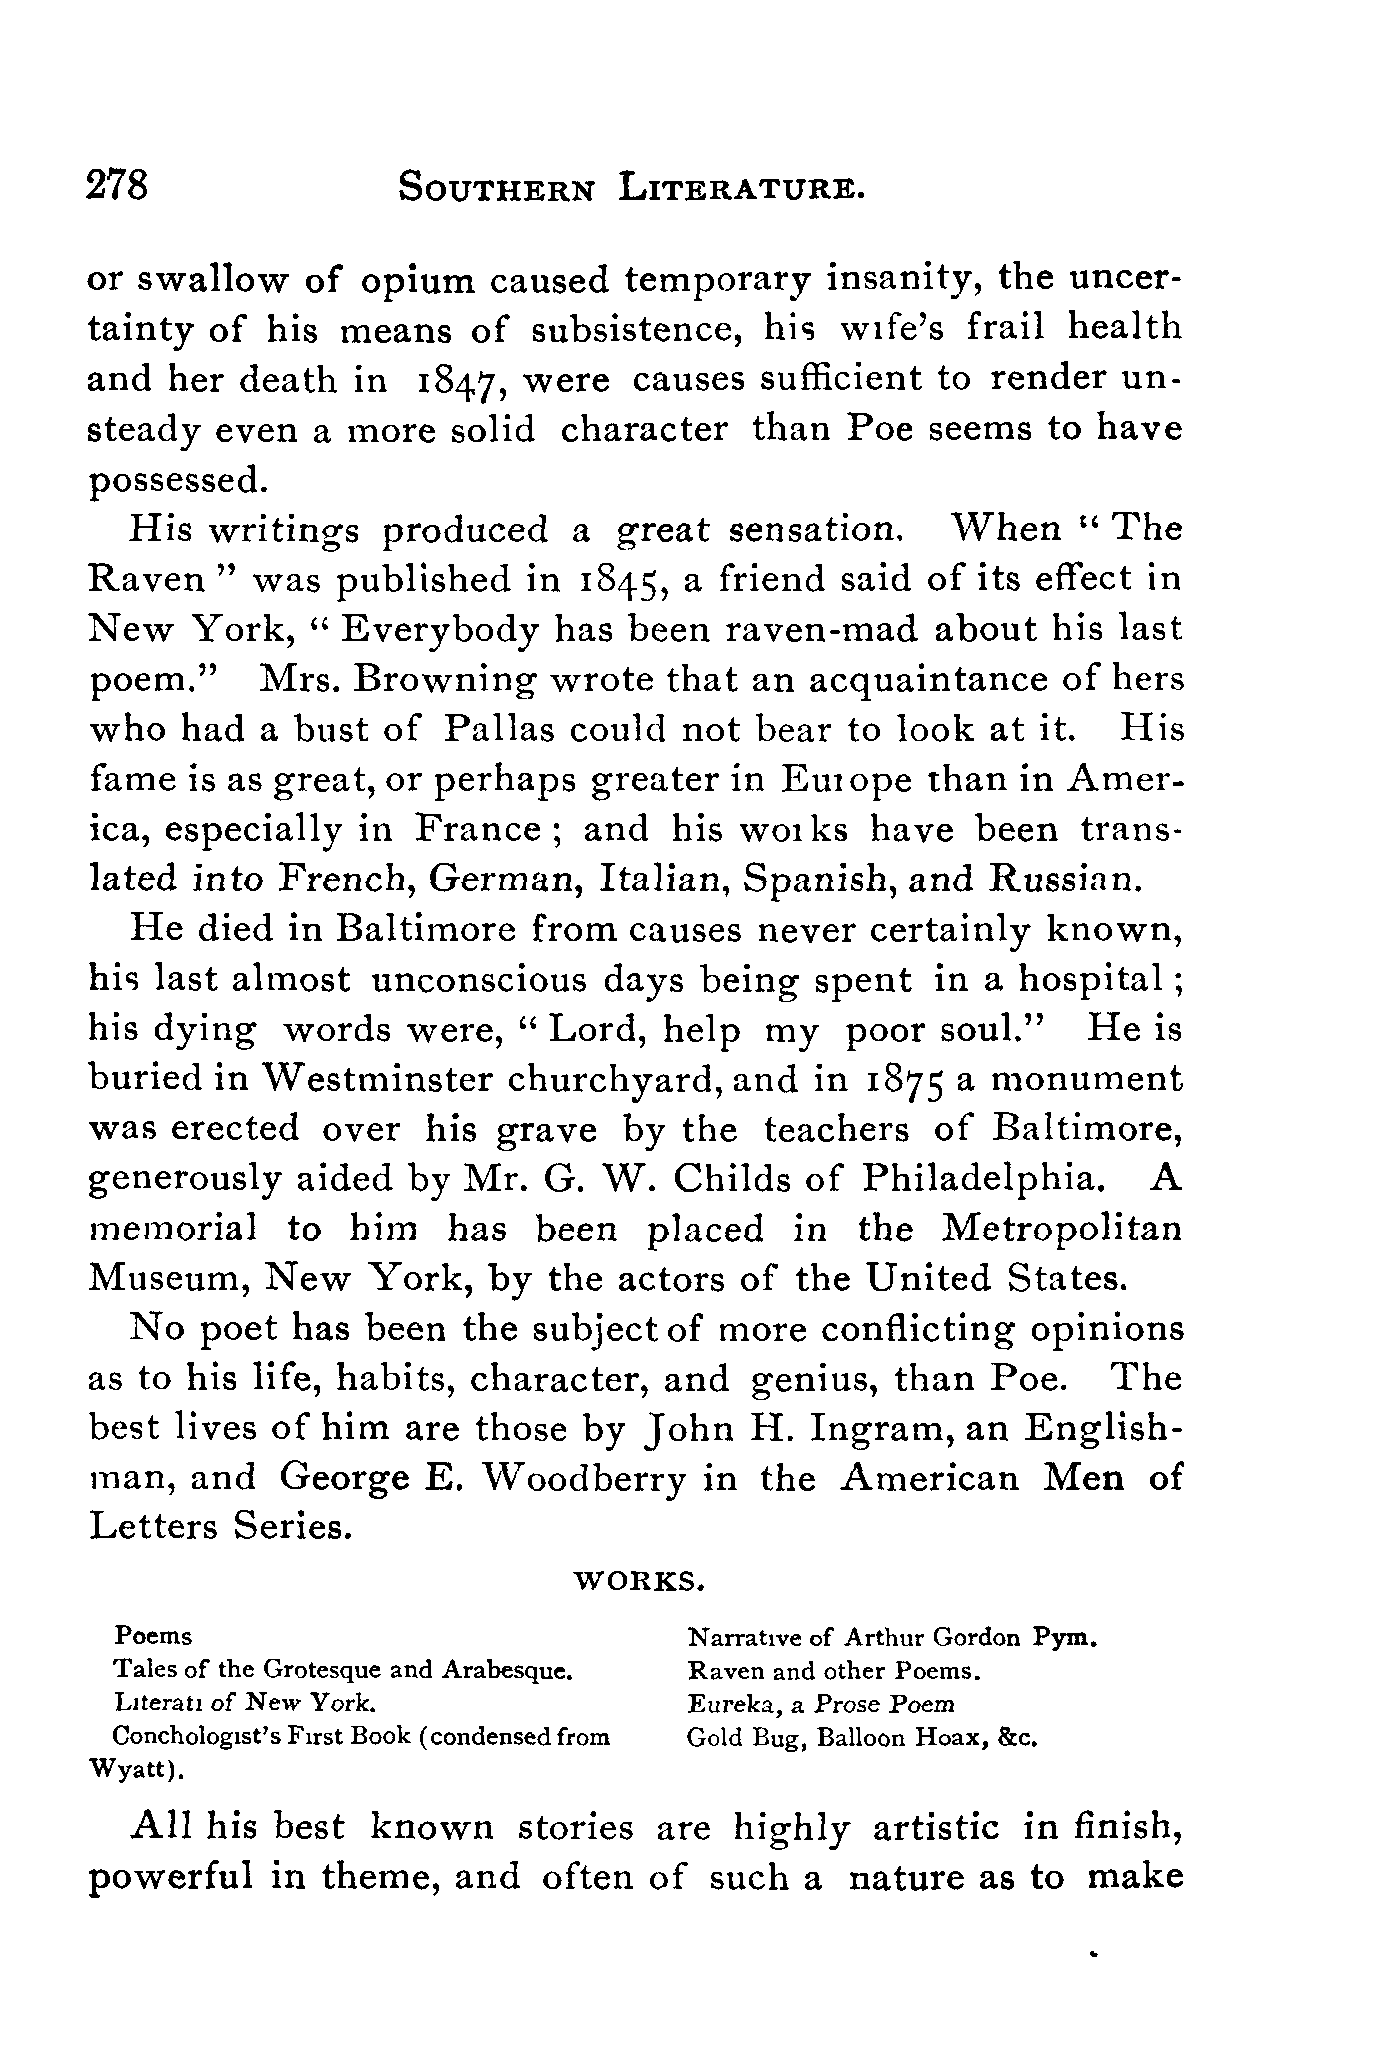 278 SOUTHERN LITERATURE.
or swallow of opium caused temporary insanity, the uncer-
tainty of his means of subsistence, his wife's frail health
and her death in 1847, were causes sufficient to render un-
steady even a more solid character than Poe seems to have
possessed.
His writings produced a great sensation. When “ The
Raven ” was published in 1845, a friend said of its effect in
New York, “ Everybody has been raven-mad about his last
poem.” Mrs. Browning wrote that an acquaintance of hers
who had a bust of Pallas could not bear to look at it. His
fame is as great, or perhaps greater in Europe than in Amer-
ica, especially in France ; and his works have been trans-
lated into French, German, Italian, Spanish, and Russian.
He died in Baltimore from causes never certainly known,
his last almost unconscious days being spent in a hospital ;
his dying words were, “ Lord, help my poor soul.” He is
buried in Westminster churchyard, and in 1875 a monument
was erected over his grave by the teachers of Baltimore,
generously aided by Mr. G. W. Childs of Philadelphia. A
memorial to him has been placed in the Metropolitan
Museum, New York, by the actors of the United States.
No poet has been the subject of more conflicting opinions
as to his life, habits, character, and genius, than Poe. The
best lives of him are those by John H. Ingram, an English-
man, and George E. Woodberry in the American Men of
Letters Series.
WORKS.
Poems
Tales of the Grotesque and Arabesque.
Literati of New York.
Conchologist's First Book (condensed from
Wyatt).
Narrative of Arthur Gordon Pym.
Raven and other Poems.
Eureka, a Prose Poem
Gold Bug, Balloon Hoax, &c.
All his best known stories are highly artistic in finish,
powerful in theme, and often of such a nature as to make